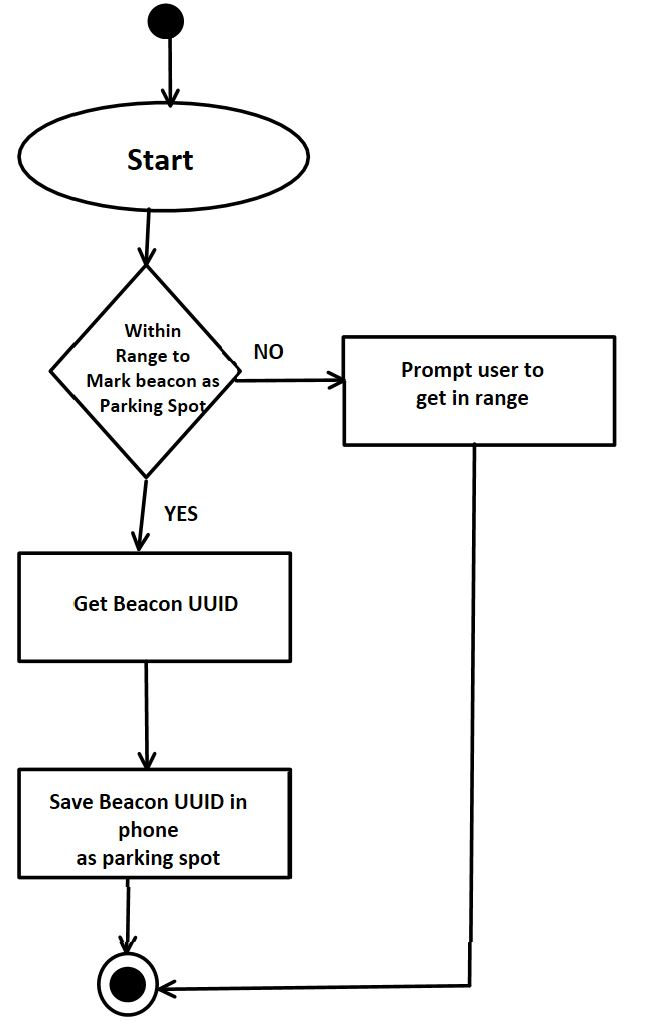 Start
Within
Range to
Mark beacon as
Parking Spot
NO
Prompt user to
get in range
YES
Get Beacon UUID
Save Beacon UUID in
phone
as parking spot